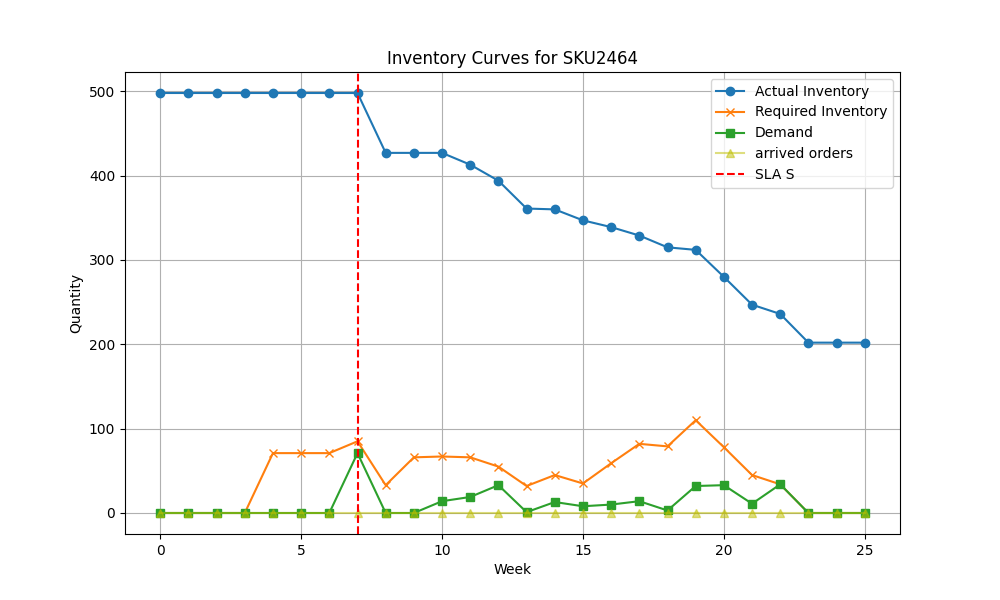 Inventory Curves for SKU2464
500
400
300
200
100
0
Quantity
Actual Inventory
Required Inventory
Demand
arrived orders
SLA S
0 5 10 15 20 25
Week